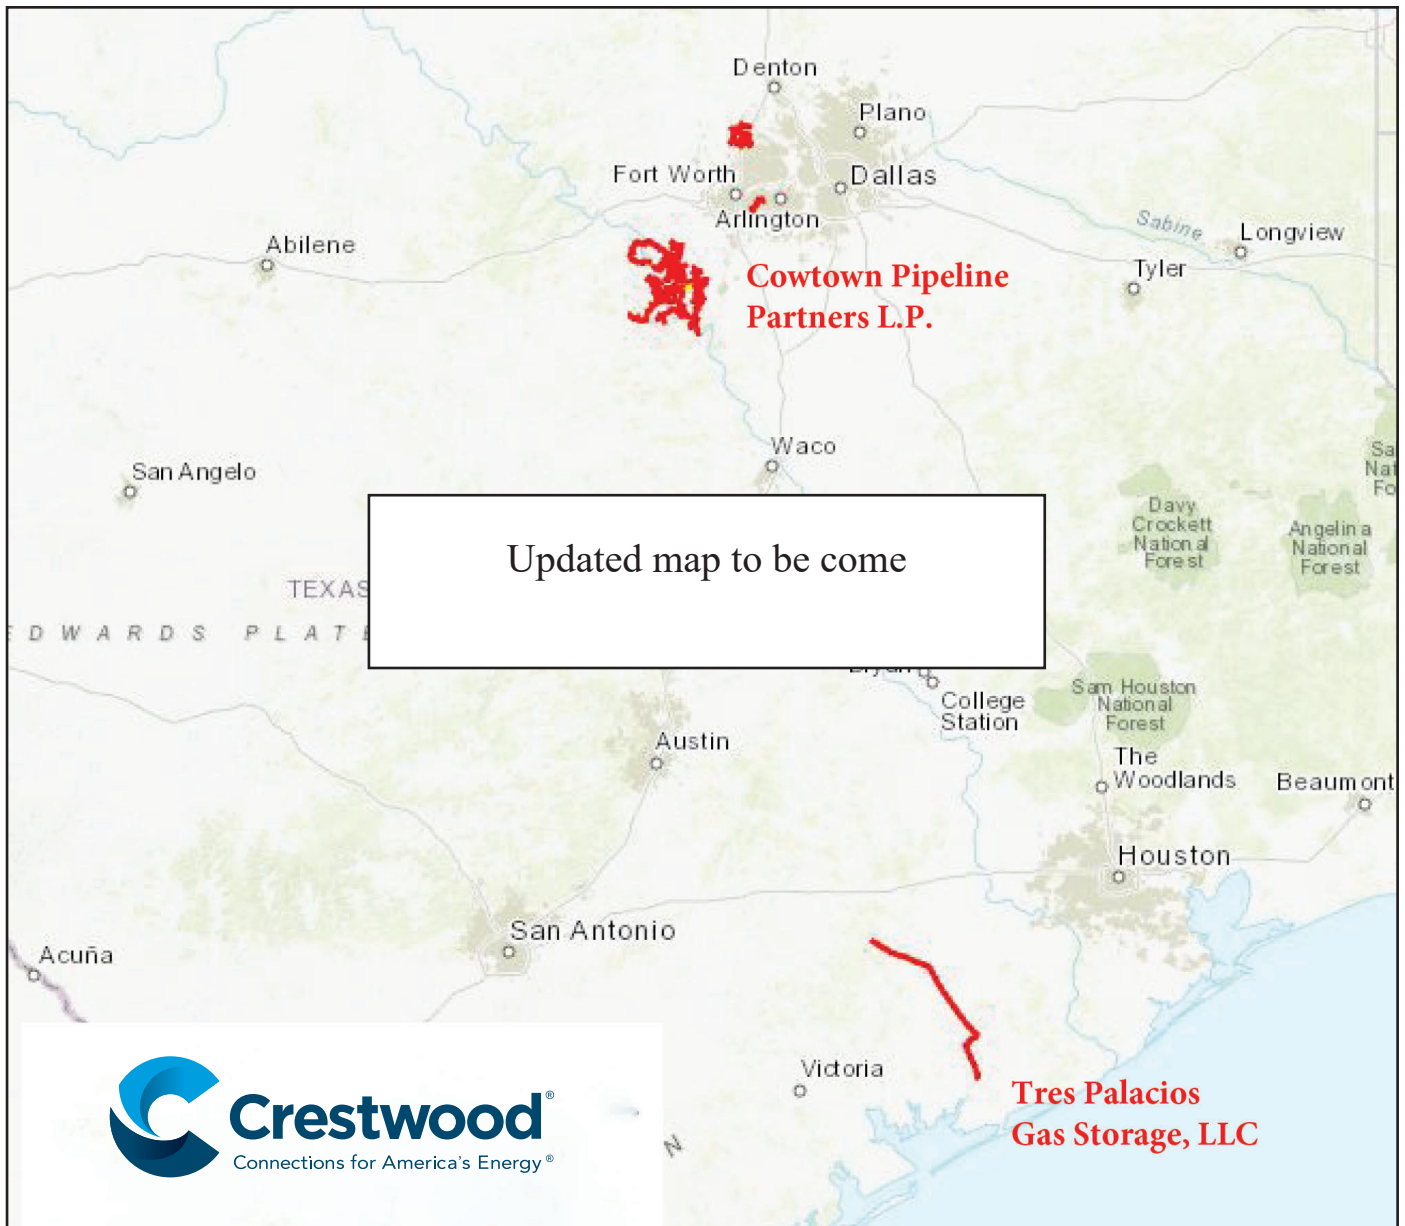 Denton
Plano
Fort Worth
Dallas
Arlington
Sabine
Longview
Abilene
Tyler
Cowtown Pipeline
Partners L.P.
Waco
San Angelo
Davy
Crockett
National
Forest
Angelina
National
Forest
Updated map to be come
TEXAS
College
Station
Sam Houston
National
Forest
Austin
The
Woodlands
Beaumont
Houston
San Antonio
Acuña
Victoria
Tres Palacios
Gas Storage, LLC
Crestwood®
Connections for America's Energy®